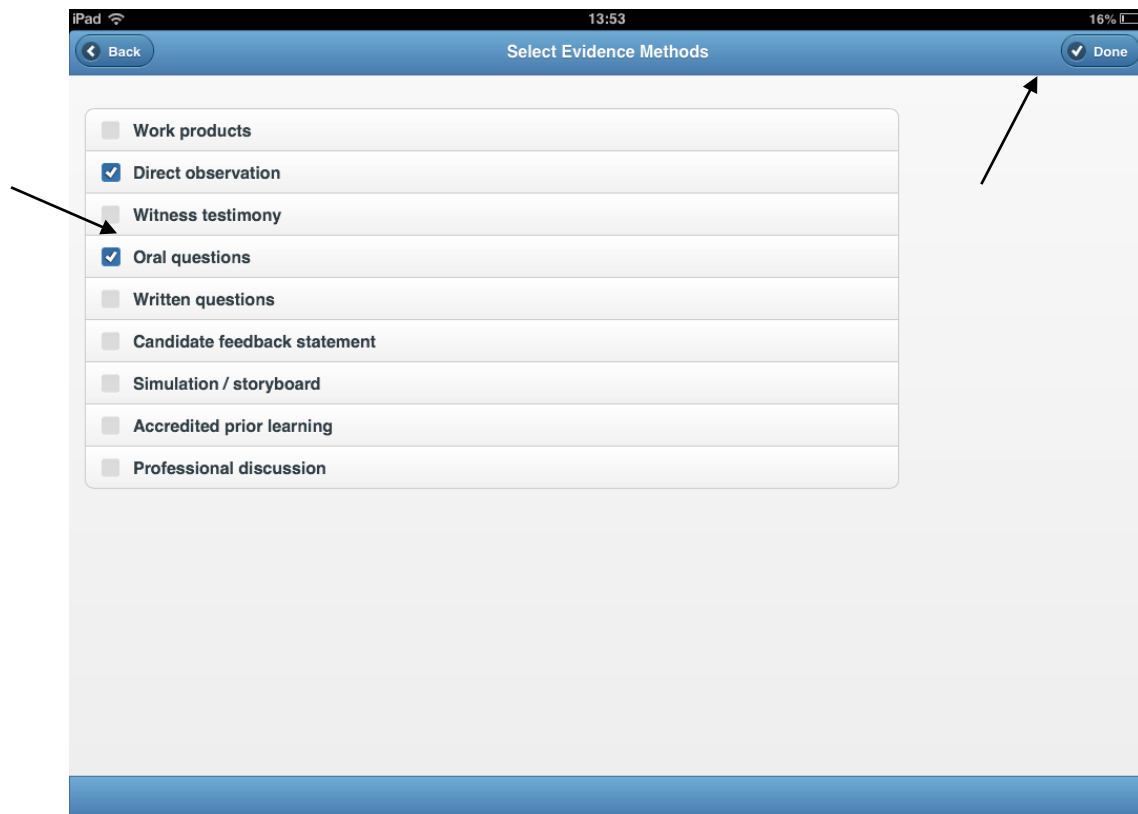 iPad 13:53 16%
Back Select Evidence Methods Done
Work products
Direct observation
Witness testimony
Oral questions
Written questions
Candidate feedback statement
Simulation / storyboard
Accredited prior learning
Professional discussion